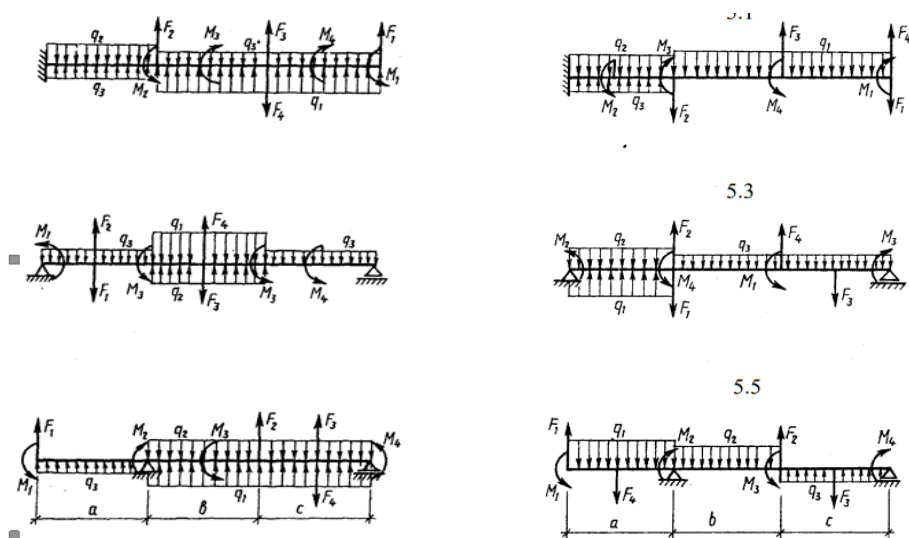 5.1
q₂ F₂ M₃ F₃ q₃ M₄ F₁
q₃ M₂ F₄ q₁ M₁
q₂ M₃ F₃ q₁ F₄
M₂ q₃ F₂ M₄ M₁ F₁
5.3
M₁ F₂ q₃ q₁ F₄ q₃
F₁ M₃ q₂ F₃ M₃ M₄
M₂ q₂ F₂ q₃ F₄ M₃
q₁ M₄ F₁ M₁ F₃
5.5
F₁ M₂ q₂ M₃ F₂ F₃ M₄
M₁ q₃ q₁ F₄
a в c
F₁ q₁ M₂ q₂ F₂ M₄
M₁ F₄ M₃ q₃ F₃
a b c